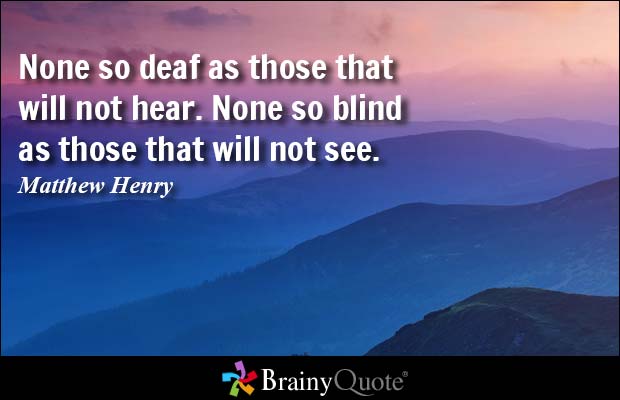 None so deaf as those that
will not hear. None so blind
as those that will not see.
Matthew Henry
BrainyQuote®